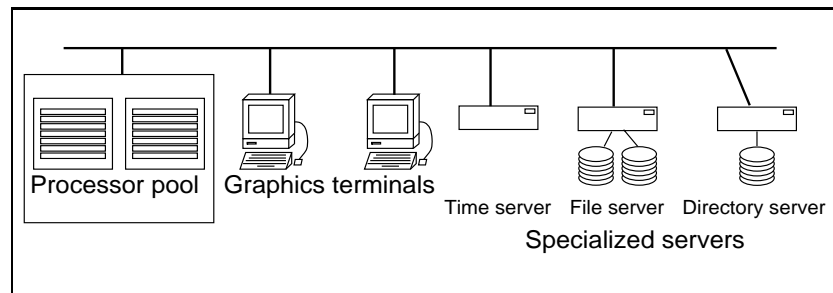 Processor pool
Graphics terminals
Time server
File server
Directory server
Specialized servers